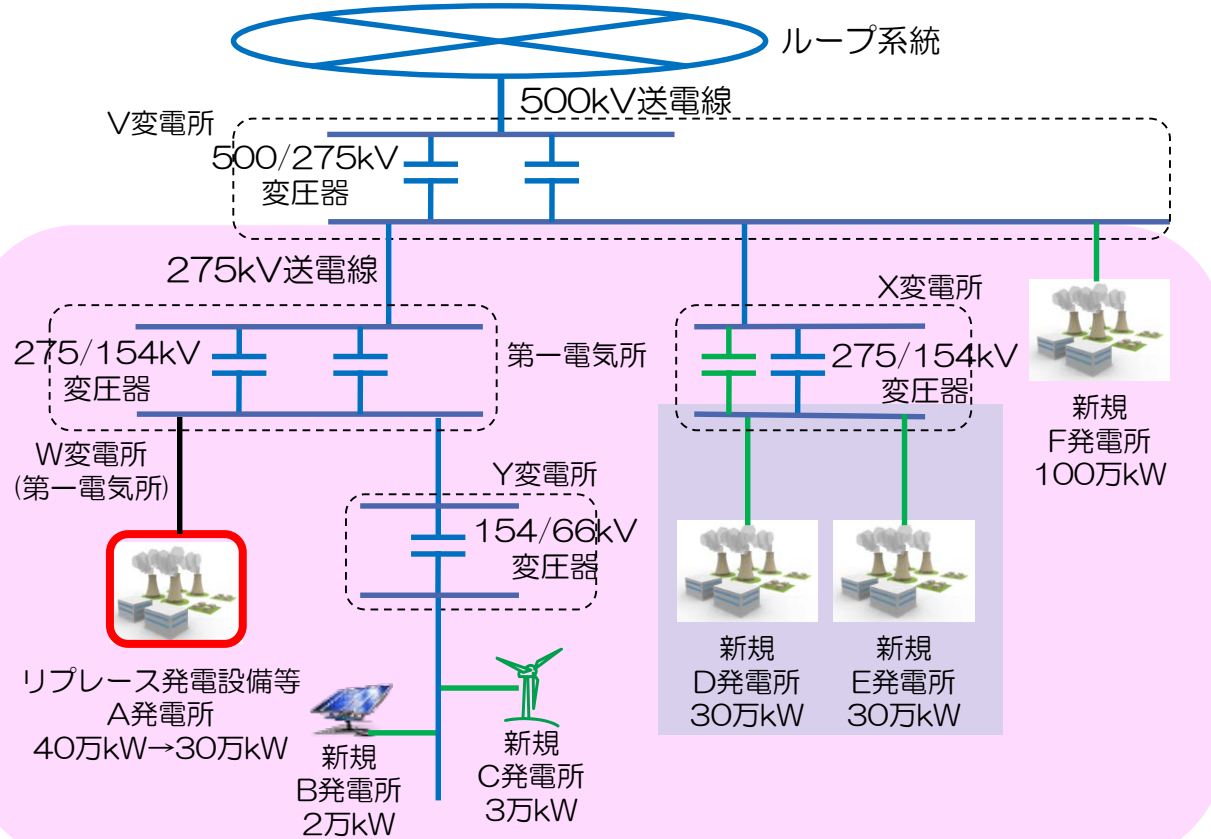 ループ系統
500kV送電線
V変電所
500/275kV
変圧器
275kV送電線
X変電所
275/154kV
変圧器
第一電気所
275/154kV
変圧器
新規
F発電所
100万kW
W変電所
(第一電気所)
Y変電所
154/66kV
変圧器
リプレース発電設備等
A発電所
40万kW→30万kW
新規
B発電所
2万kW
新規
C発電所
3万kW
新規
D発電所
30万kW
新規
E発電所
30万kW